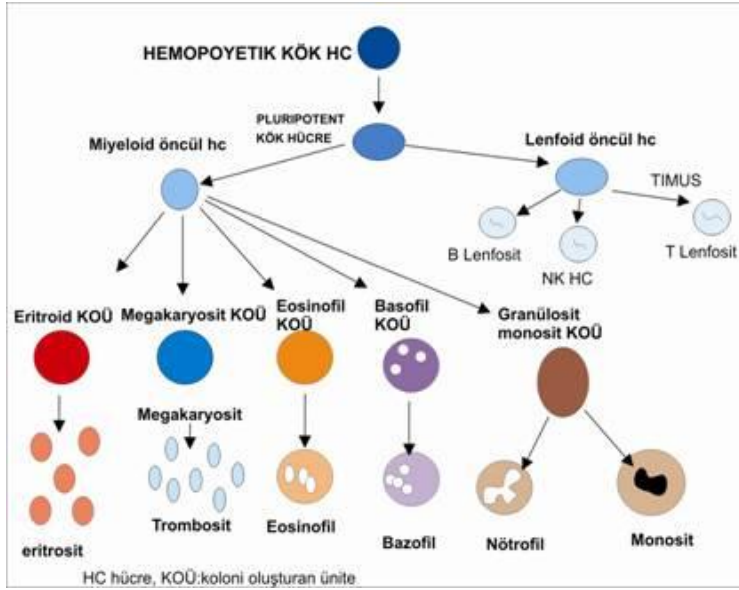 HEMOPOYETIK KÖK HC
PLURIPOTENT
KÖK HÜCRE
Miyeloid öncül hc
Lenfoid öncül hc
TIMUS
B Lenfosit
NK HC
T Lenfosit
Eritroid KOÜ
Megakaryosit KOÜ
Eosinofil
KOÜ
Basofil
KOÜ
Granülosit
monosit KOÜ
Megakaryosit
eritrosit
Trombosit
Eosinofil
Bazofil
Nötrofil
Monosit
HC hücre, KOÜ:koloni oluşturan ünite